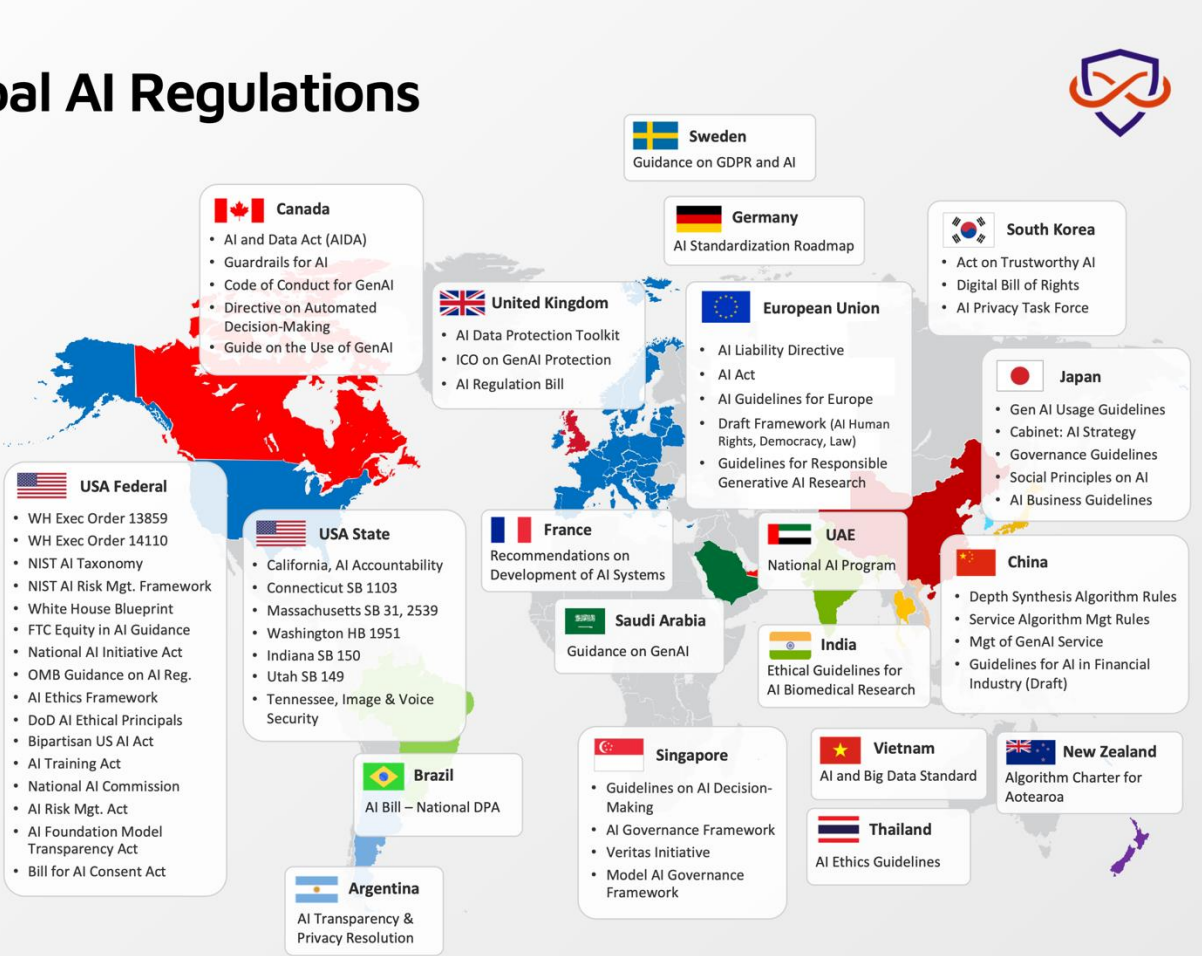 bal AI Regulations
Sweden
Guidance on GDPR and AI
Germany
AI Standardization Roadmap
Canada
• AI and Data Act (AIDA)
• Guardrails for AI
• Code of Conduct for GenAI
• Directive on Automated
Decision-Making
• Guide on the Use of GenAI
United Kingdom
• AI Data Protection Toolkit
• ICO on GenAI Protection
• AI Regulation Bill
European Union
• AI Liability Directive
• AI Act
• AI Guidelines for Europe
• Draft Framework (AI Human
Rights, Democracy, Law)
• Guidelines for Responsible
Generative AI Research
South Korea
• Act on Trustworthy AI
• Digital Bill of Rights
• AI Privacy Task Force
Japan
• Gen AI Usage Guidelines
• Cabinet: AI Strategy
• Governance Guidelines
• Social Principles on AI
• AI Business Guidelines
USA Federal
• WH Exec Order 13859
• WH Exec Order 14110
• NIST AI Taxonomy
• NIST AI Risk Mgt. Framework
• White House Blueprint
• FTC Equity in AI Guidance
• National AI Initiative Act
• OMB Guidance on AI Reg.
• AI Ethics Framework
• DoD AI Ethical Principals
• Bipartisan US AI Act
• AI Training Act
• National AI Commission
• AI Risk Mgt. Act
• AI Foundation Model
Transparency Act
• Bill for AI Consent Act
USA State
• California, AI Accountability
• Connecticut SB 1103
• Massachusetts SB 31, 2539
• Washington HB 1951
• Indiana SB 150
• Utah SB 149
• Tennessee, Image & Voice
Security
France
Recommendations on
Development of AI Systems
UAE
National AI Program
China
• Depth Synthesis Algorithm Rules
• Service Algorithm Mgt Rules
• Mgt of GenAI Service
• Guidelines for AI in Financial
Industry (Draft)
Saudi Arabia
Guidance on GenAI
India
Ethical Guidelines for
AI Biomedical Research
Brazil
AI Bill – National DPA
Singapore
• Guidelines on AI Decision-
Making
• AI Governance Framework
• Veritas Initiative
• Model AI Governance
Framework
Vietnam
AI and Big Data Standard
New Zealand
Algorithm Charter for
Aotearoa
Thailand
AI Ethics Guidelines
Argentina
AI Transparency &
Privacy Resolution